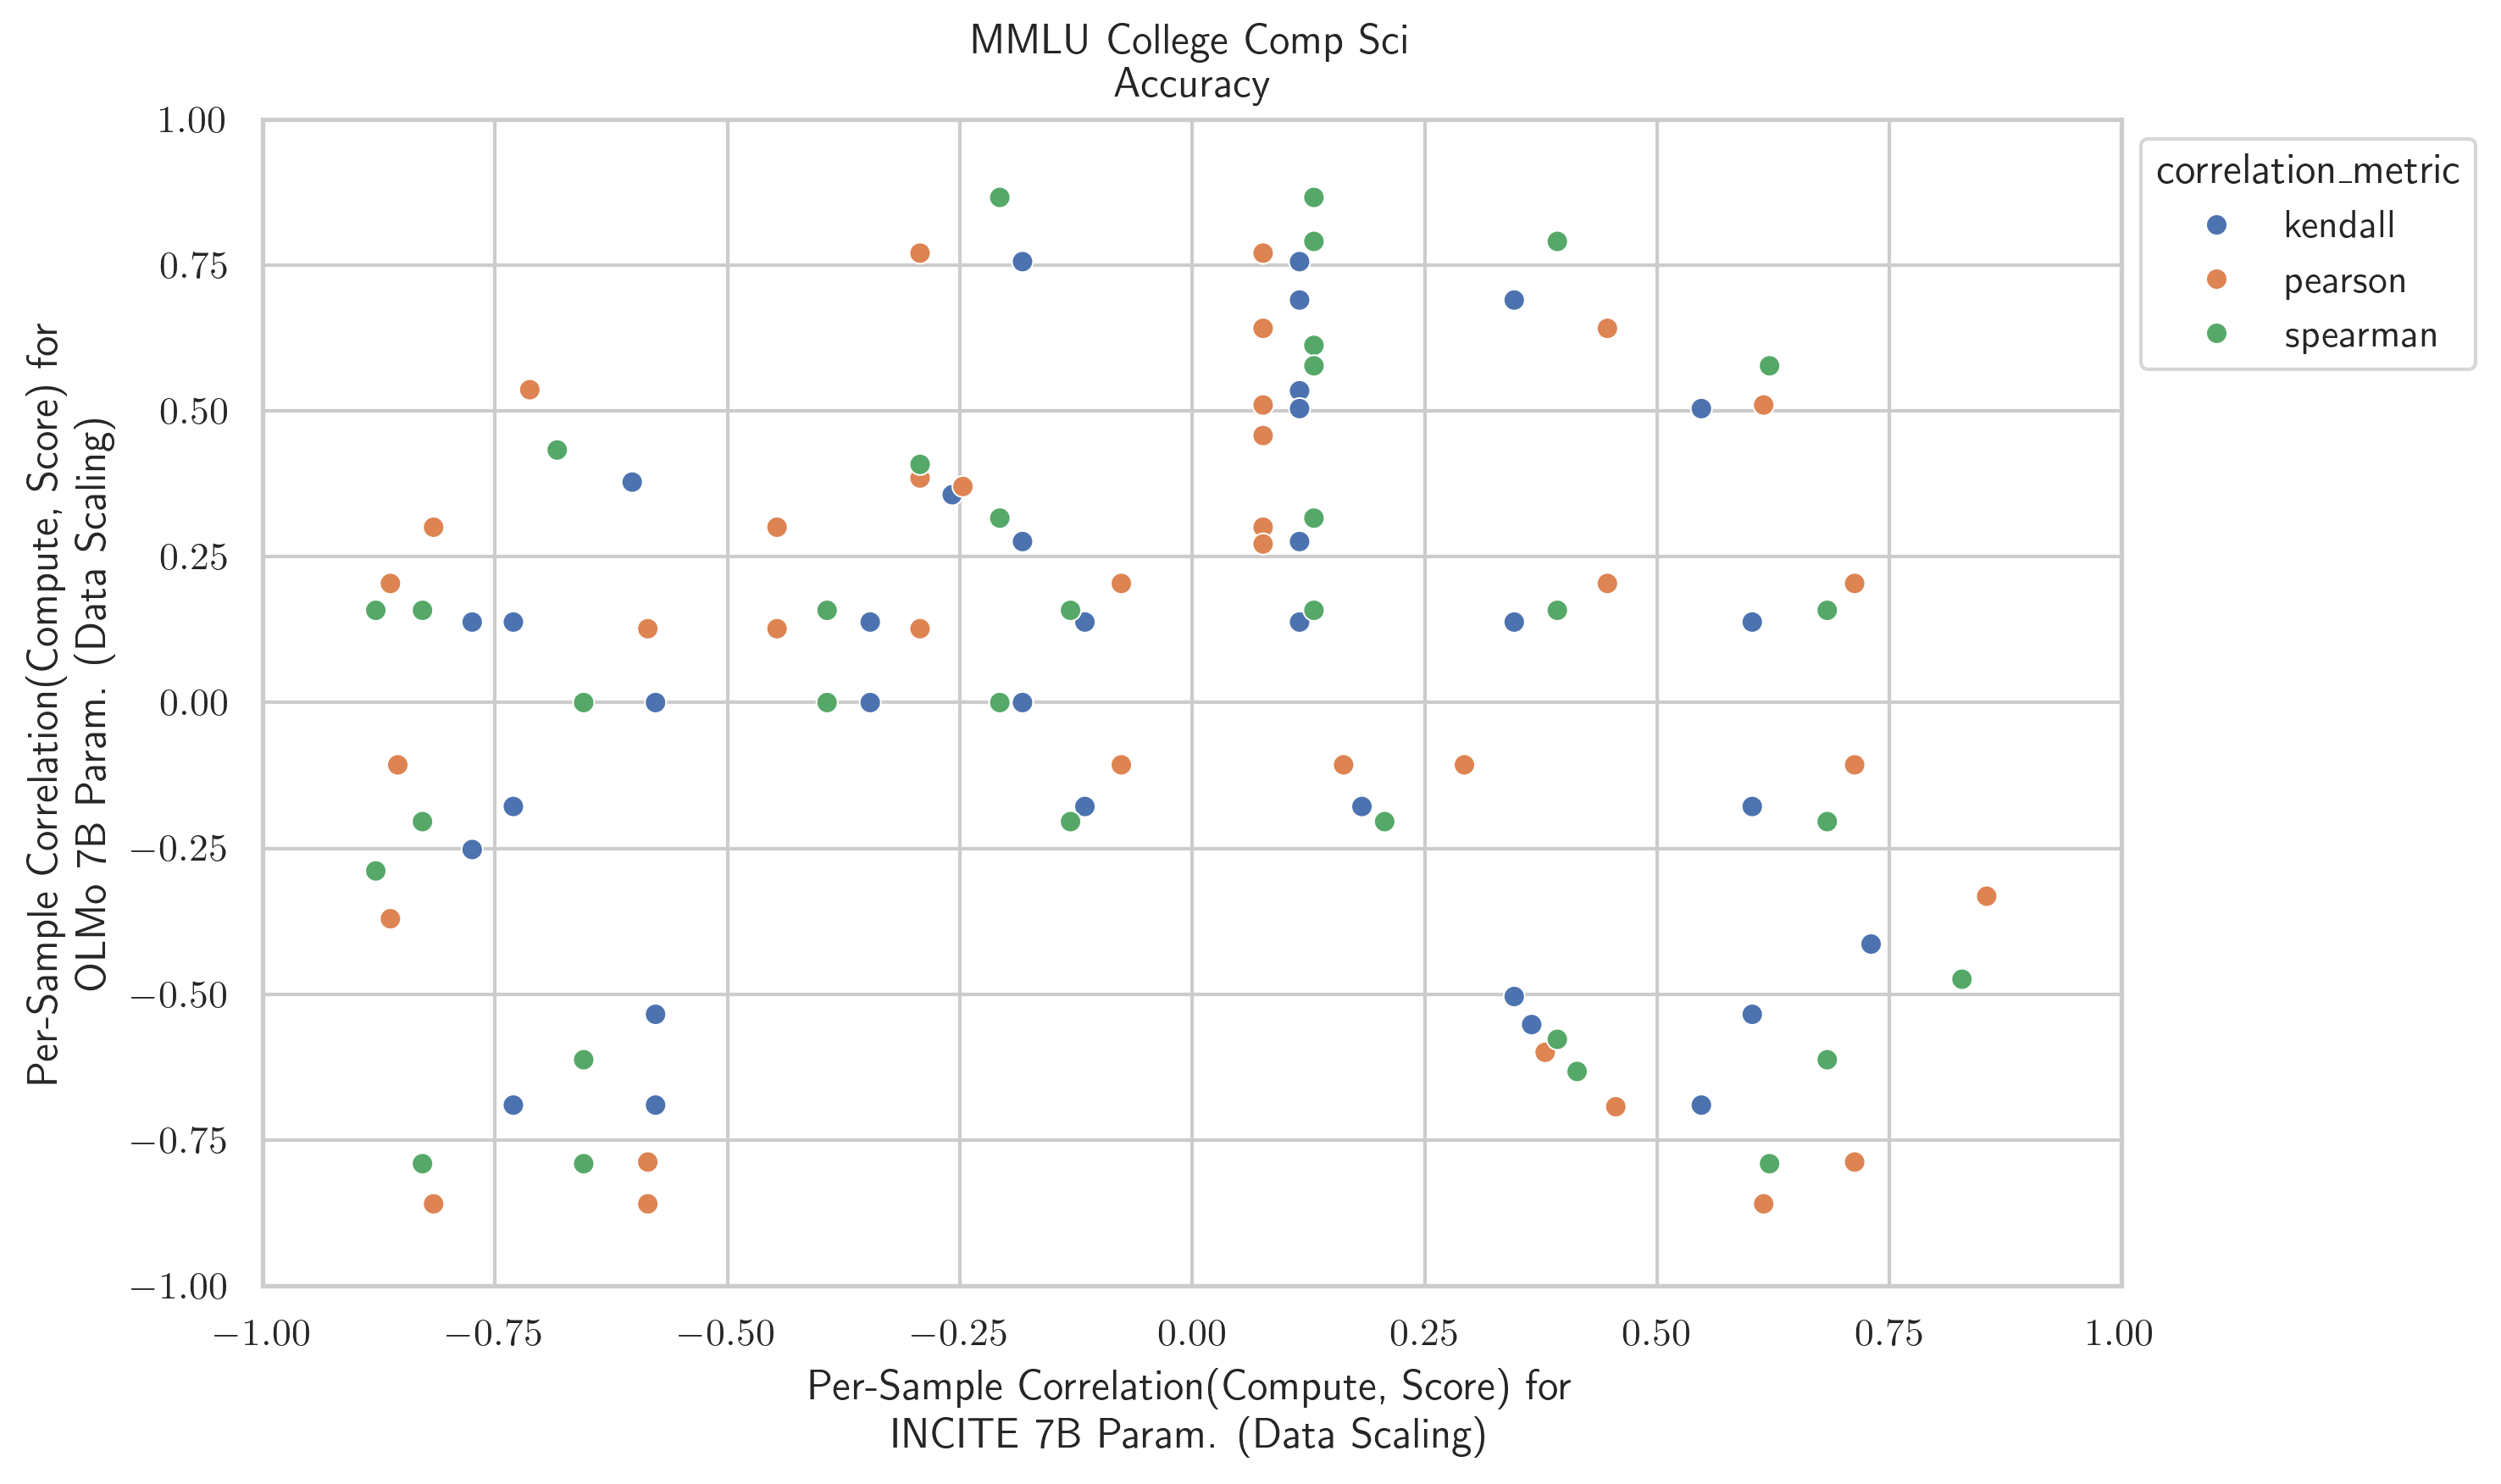 MMLU College Comp Sci
Accuracy
1.00
0.75
0.50
0.25
0.00
−0.25
−0.50
−0.75
−1.00
Per-Sample Correlation(Compute, Score) for
OLMo 7B Param. (Data Scaling)
correlation_metric
kendall
pearson
spearman
−1.00 −0.75 −0.50 −0.25 0.00 0.25 0.50 0.75 1.00
Per-Sample Correlation(Compute, Score) for
INCITE 7B Param. (Data Scaling)